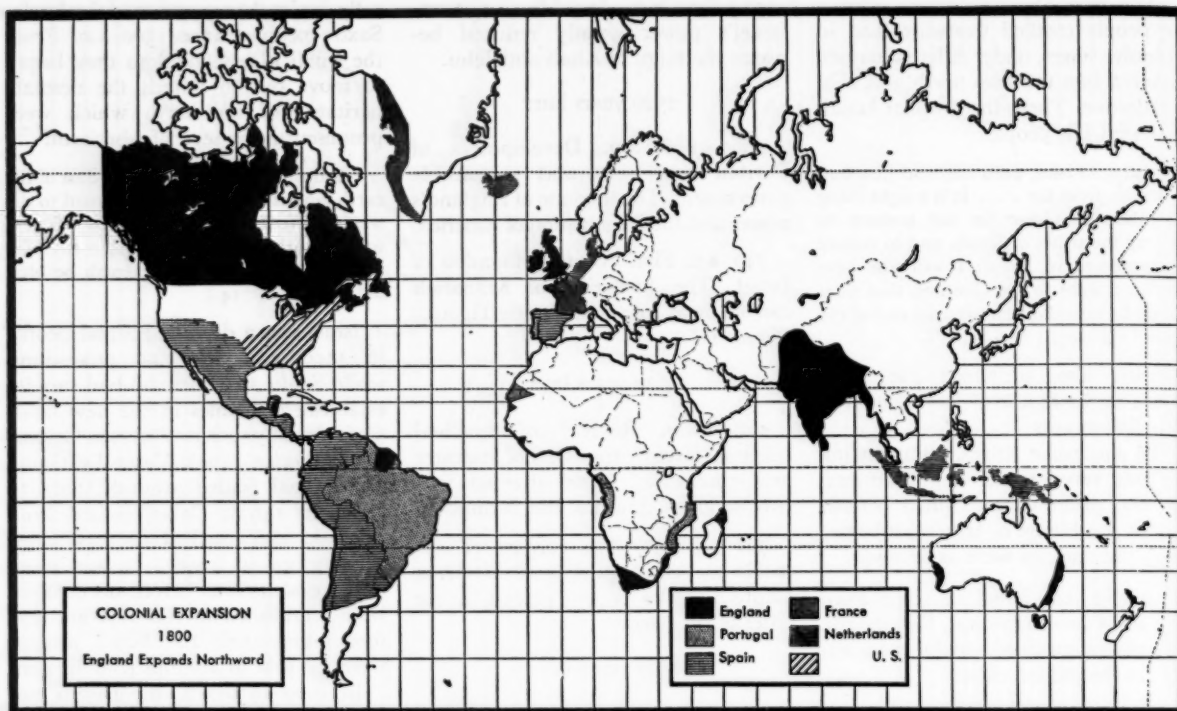 COLONIAL EXPANSION
1800
England Expands Northward
England
France
Portugal
Netherlands
Spain
U. S.